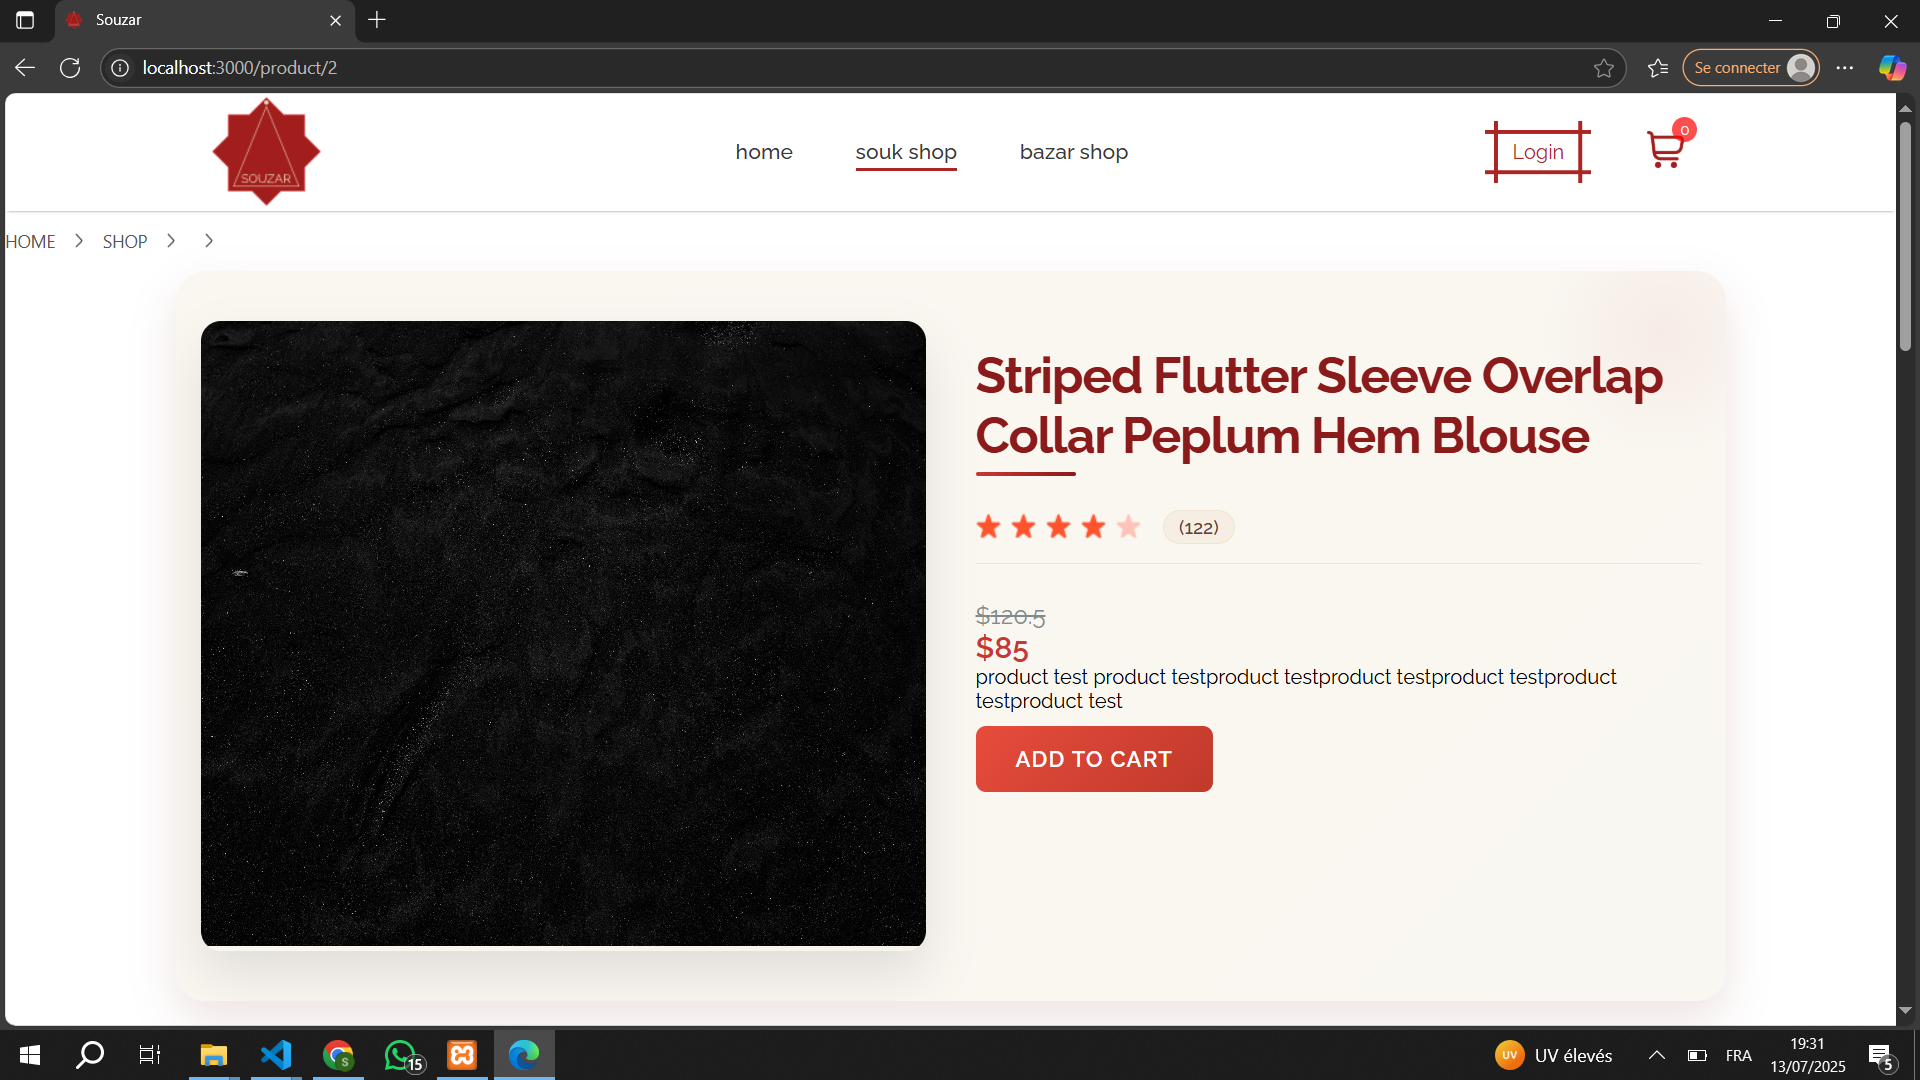 Souzar
localhost:3000/product/2
Se connecter
SOUZAR
home
souk shop
bazar shop
Login
0
HOME
SHOP
Striped Flutter Sleeve Overlap
Collar Peplum Hem Blouse
(122)
$120.5
$85
product test product testproduct testproduct testproduct testproduct
testproduct test
ADD TO CART
S
15
UV
UV élevés
FRA
19:31
13/07/2025
5